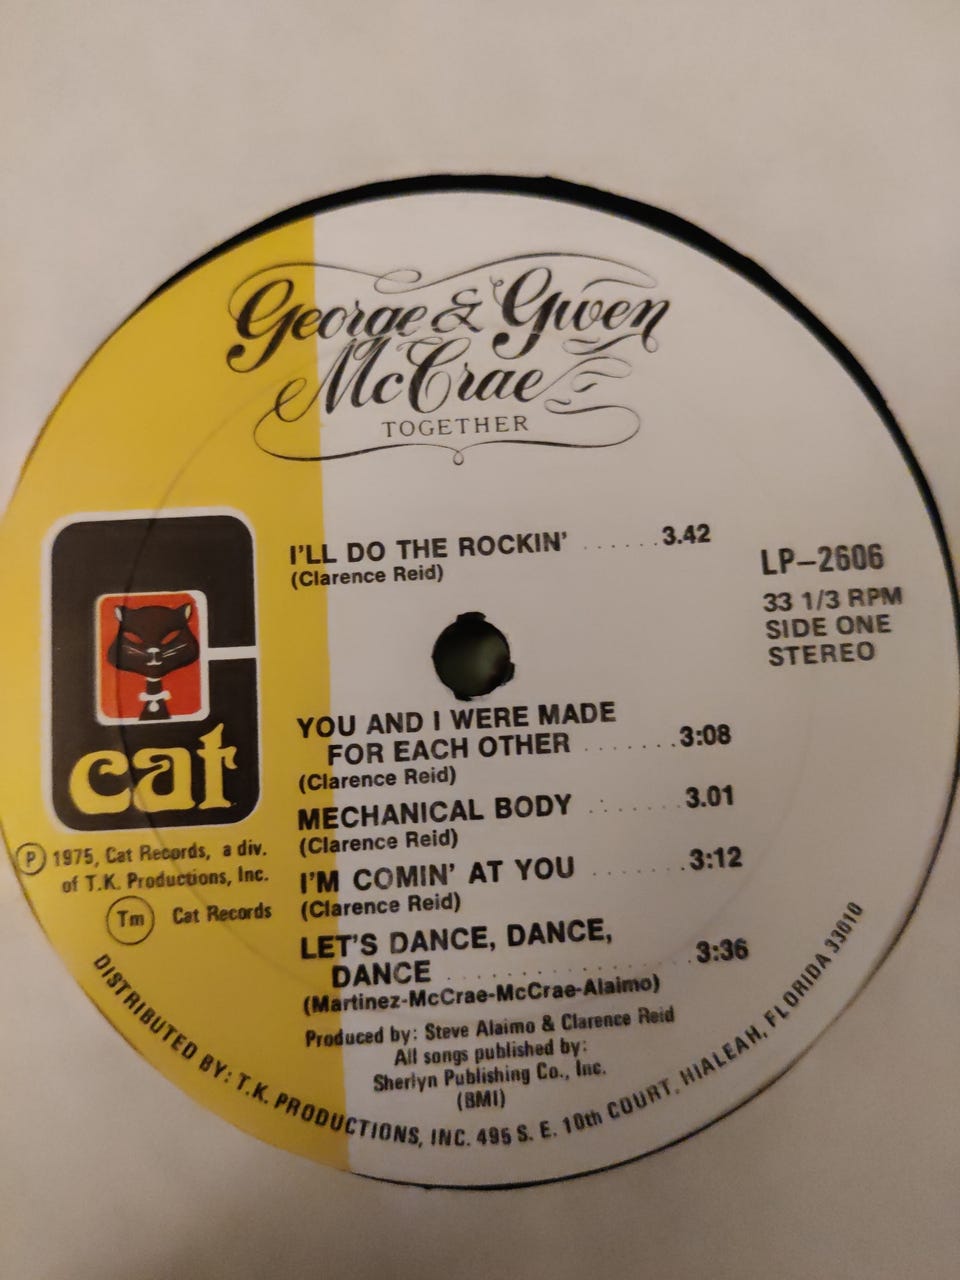 George & Gwen
McCrae
TOGETHER
I'LL DO THE ROCKIN' ...... 3.42
(Clarence Reid)
LP-2606
33 1/3 RPM
SIDE ONE
STEREO
cat
YOU AND I WERE MADE
FOR EACH OTHER ....... 3:08
(Clarence Reid)
MECHANICAL BODY ....... 3.01
(Clarence Reid)
I'M COMIN' AT YOU ....... 3:12
(Clarence Reid)
LET'S DANCE, DANCE,
DANCE .................. 3:36
(Martinez-McCrae-McCrae-Alaimo)
Ⓟ 1975, Cat Records, a div.
of T.K. Productions, Inc.
Tm Cat Records
Produced by: Steve Alaimo & Clarence Reid
All songs published by:
Sherlyn Publishing Co., Inc.
(BMI)
DISTRIBUTED BY: T.K. PRODUCTIONS, INC. 495 S. E. 10th COURT, HIALEAH, FLORIDA 33010